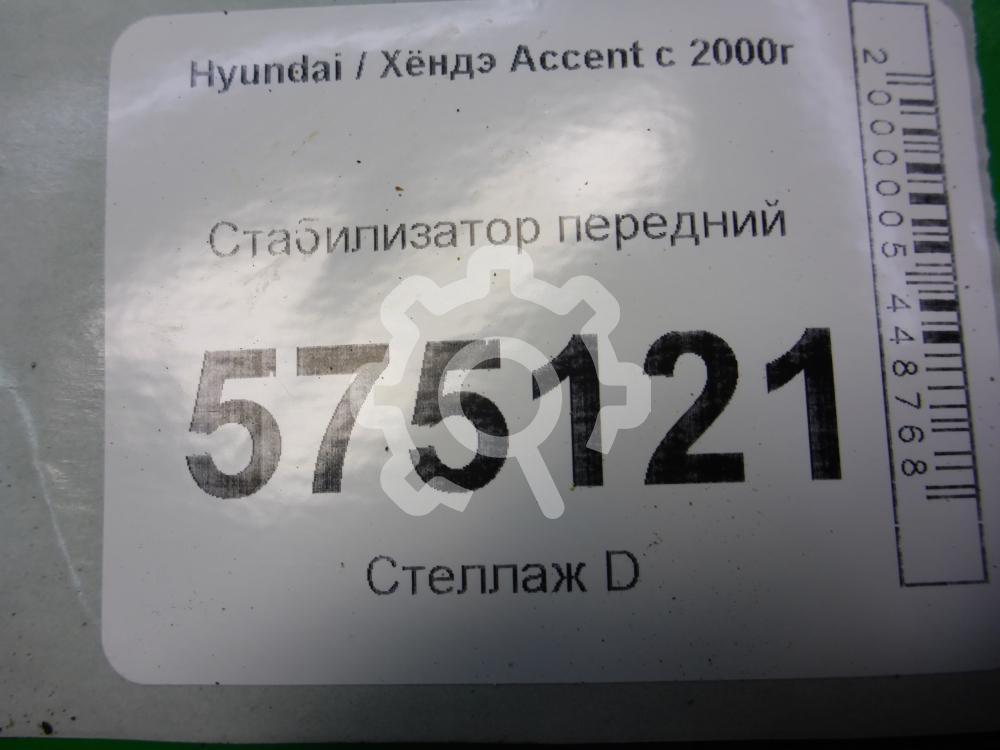 Hyundai / Хёндэ Accent с 2000г
Стабилизатор передний
575121
Стеллаж D
2000005448768